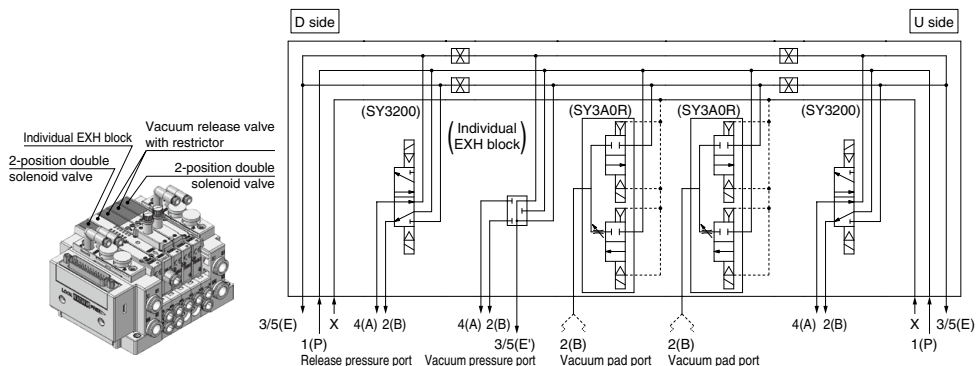 D side
U side
(SY3200)
(Individual
EXH block)
(SY3A0R)
(SY3A0R)
(SY3200)
Individual EXH block
Vacuum release valve
with restrictor
2-position double
solenoid valve
2-position double
solenoid valve
3/5(E)
X
4(A) 2(B)
4(A) 2(B)
4(A) 2(B)
X
3/5(E)
1(P)
3/5(E')
2(B)
2(B)
1(P)
Release pressure port
Vacuum pressure port
Vacuum pad port
Vacuum pad port